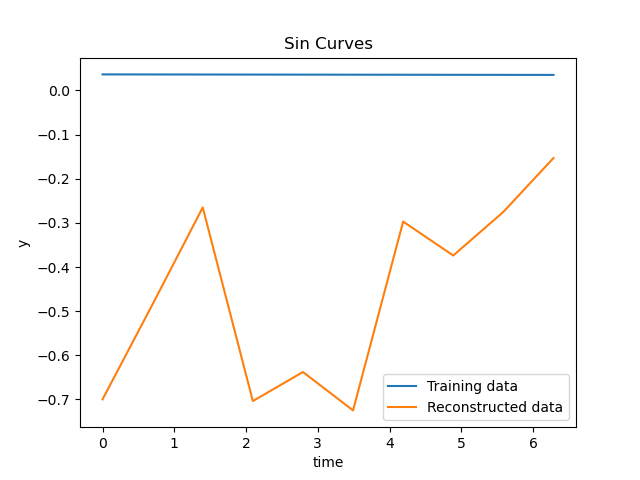 Sin Curves
0.0
−0.1
−0.2
−0.3
−0.4
−0.5
−0.6
−0.7
y
0 1 2 3 4 5 6
time
Training data
Reconstructed data